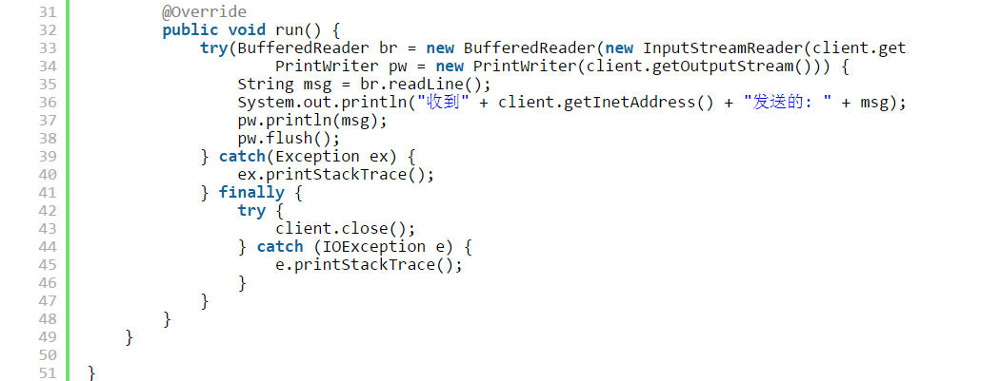 31         @Override
32         public void run() {
33             try(BufferedReader br = new BufferedReader(new InputStreamReader(client.get
34                     PrintWriter pw = new PrintWriter(client.getOutputStream())) {
35                 String msg = br.readLine();
36                 System.out.println("收到" + client.getInetAddress() + "发送的: " + msg);
37                 pw.println(msg);
38                 pw.flush();
39             } catch(Exception ex) {
40                 ex.printStackTrace();
41             } finally {
42                 try {
43                     client.close();
44                 } catch (IOException e) {
45                     e.printStackTrace();
46                 }
47             }
48         }
49     }
50
51 }